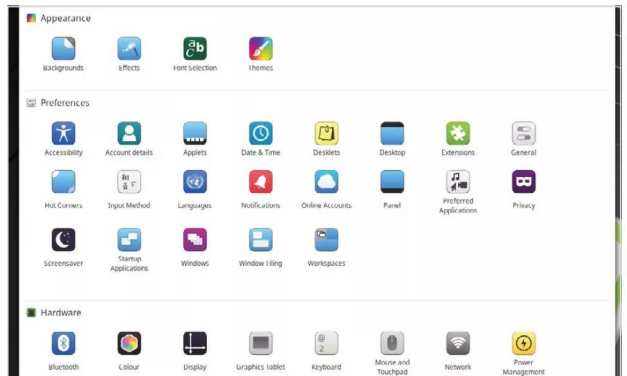 Appearance
Backgrounds
Effects
Font Selection
Themes
Preferences
Accessibility
Account details
Applets
Date & Time
Desklets
Desktop
Extensions
General
Hot Corners
Input Method
Languages
Notifications
Online Accounts
Panel
Preferred
Applications
Privacy
Screensaver
Startup
Applications
Windows
Window Tiling
Workspaces
Hardware
Bluetooth
Colour
Display
Graphics Tablet
Keyboard
Mouse and
Touchpad
Network
Power
Management